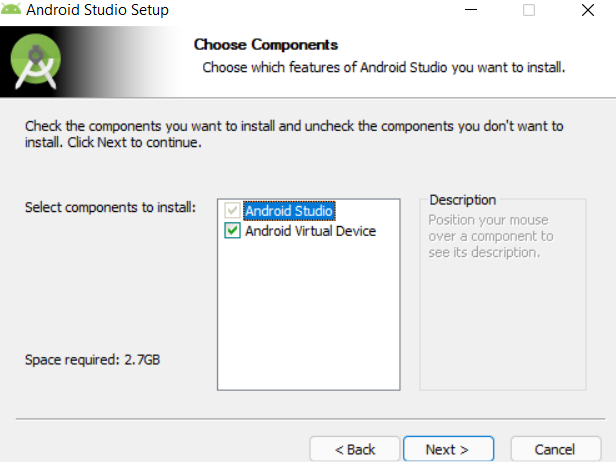 Android Studio Setup
Choose Components
Choose which features of Android Studio you want to install.
Check the components you want to install and uncheck the components you don't want to
install. Click Next to continue.
Select components to install:
Android Studio
Android Virtual Device
Description
Position your mouse
over a component to
see its description.
Space required: 2.7GB
< Back
Next >
Cancel